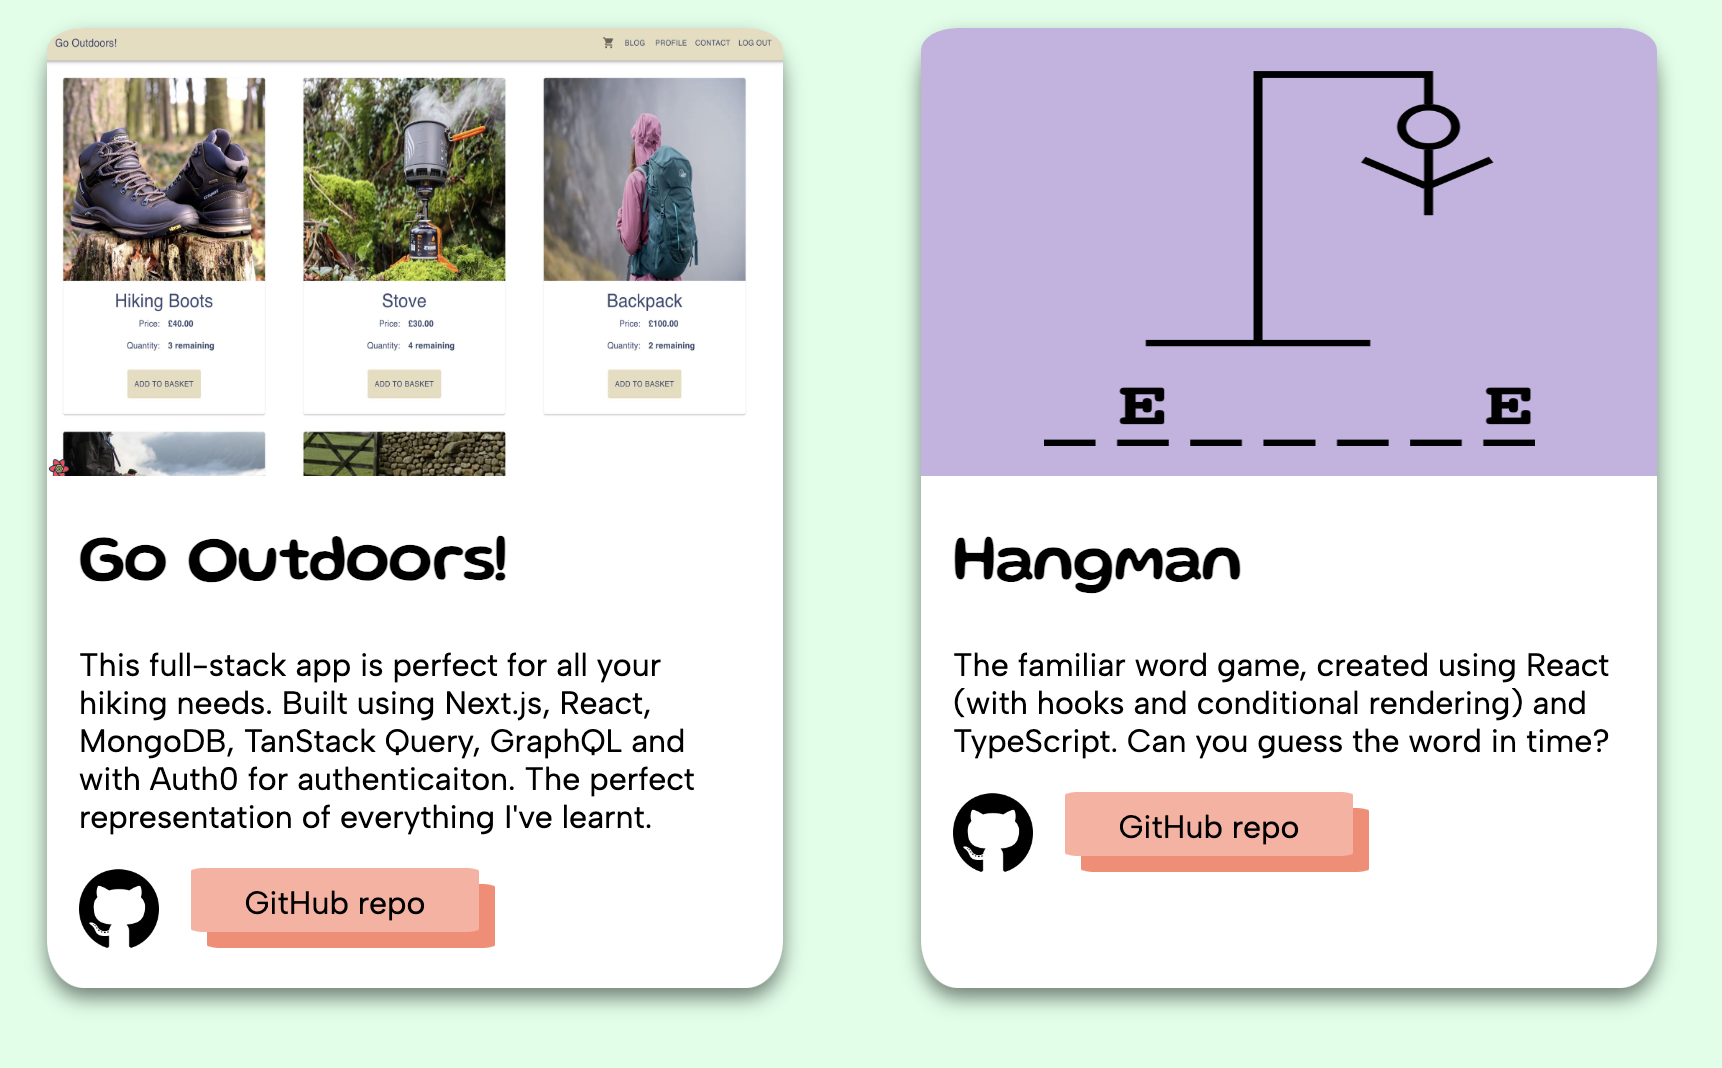 Go Outdoors!
BLOG PROFILE CONTACT LOG OUT
Hiking Boots
Price: £40.00
Quantity: 3 remaining
ADD TO BASKET
Stove
Price: £30.00
Quantity: 4 remaining
ADD TO BASKET
Backpack
Price: £100.00
Quantity: 2 remaining
ADD TO BASKET
Go Outdoors!
This full-stack app is perfect for all your
hiking needs. Built using Next.js, React,
MongoDB, TanStack Query, GraphQL and
with Auth0 for authenticaiton. The perfect
representation of everything I've learnt.
GitHub repo
E E
Hangman
The familiar word game, created using React
(with hooks and conditional rendering) and
TypeScript. Can you guess the word in time?
GitHub repo